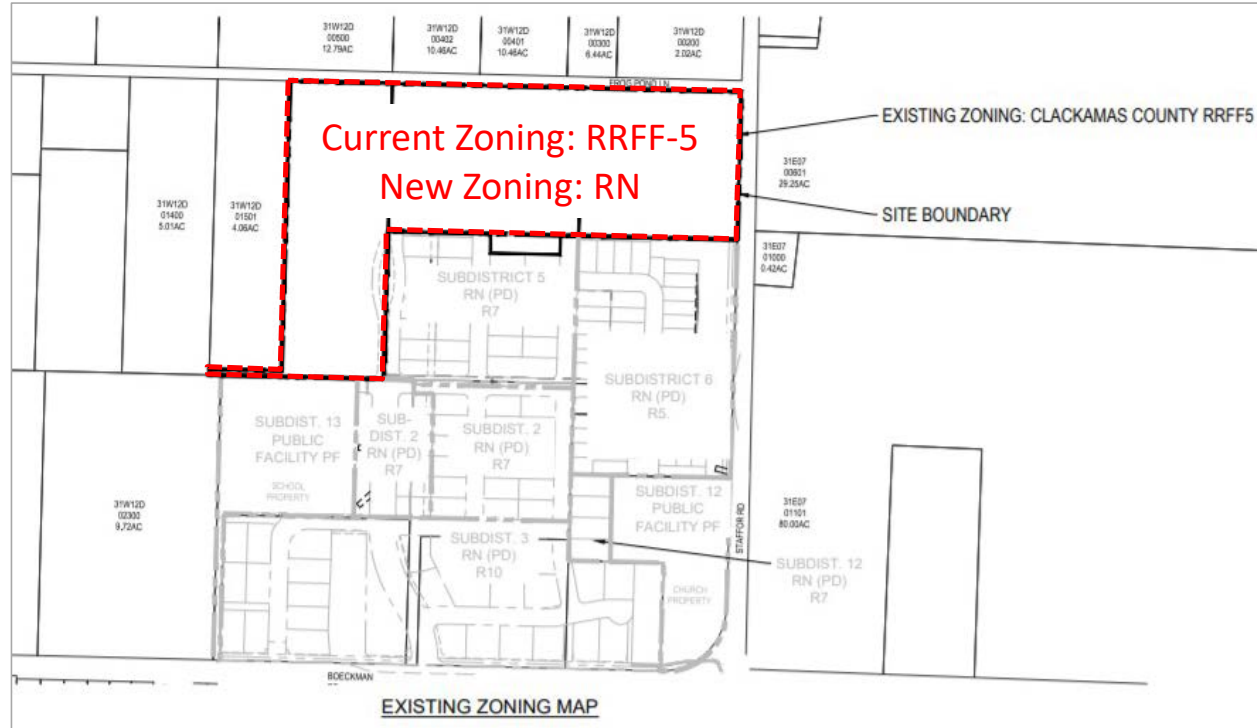 31W12D
00500
12.79AC
31W12D
00402
10.46AC
31W12D
00401
10.46AC
31W12D
00300
6.44AC
31W12D
00200
2.02AC
FROG POND LN
Current Zoning: RRFF-5
New Zoning: RN
EXISTING ZONING: CLACKAMAS COUNTY RRFF5
31E07
00601
29.25AC
SITE BOUNDARY
31W12D
01400
5.01AC
31W12D
01501
4.06AC
31E07
01000
0.42AC
SUBDISTRICT 5
RN (PD)
R7
SUBDISTRICT 6
RN (PD)
R5
SUBDIST. 13
PUBLIC
FACILITY PF
SCHOOL
PROPERTY
SUB-
DIST. 2
RN (PD)
R7
SUBDIST. 2
RN (PD)
R7
SUBDIST. 12
PUBLIC
FACILITY PF
STAFFOR RD
31W12D
02300
9.72AC
31E07
01101
80.00AC
SUBDIST. 3
RN (PD)
R10
SUBDIST. 12
RN (PD)
R7
CHURCH
PROPERTY
BOECKMAN
EXISTING ZONING MAP